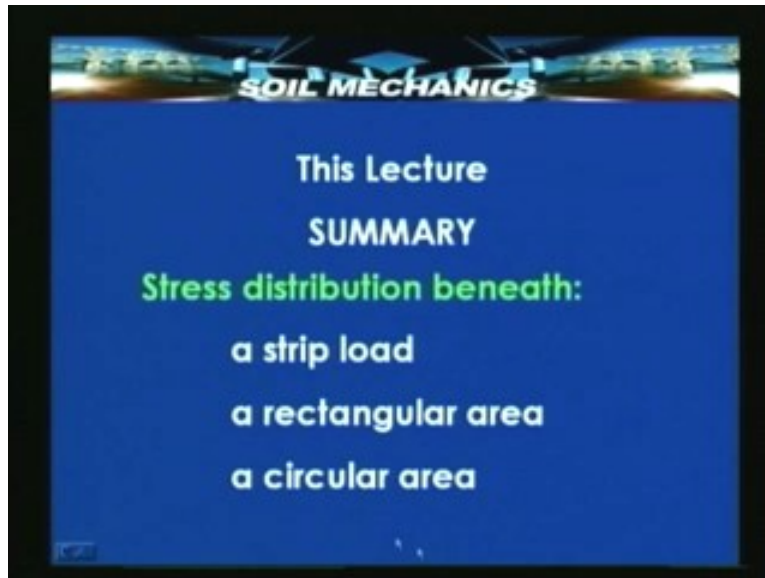 SOIL MECHANICS
This Lecture
SUMMARY
Stress distribution beneath:
a strip load
a rectangular area
a circular area